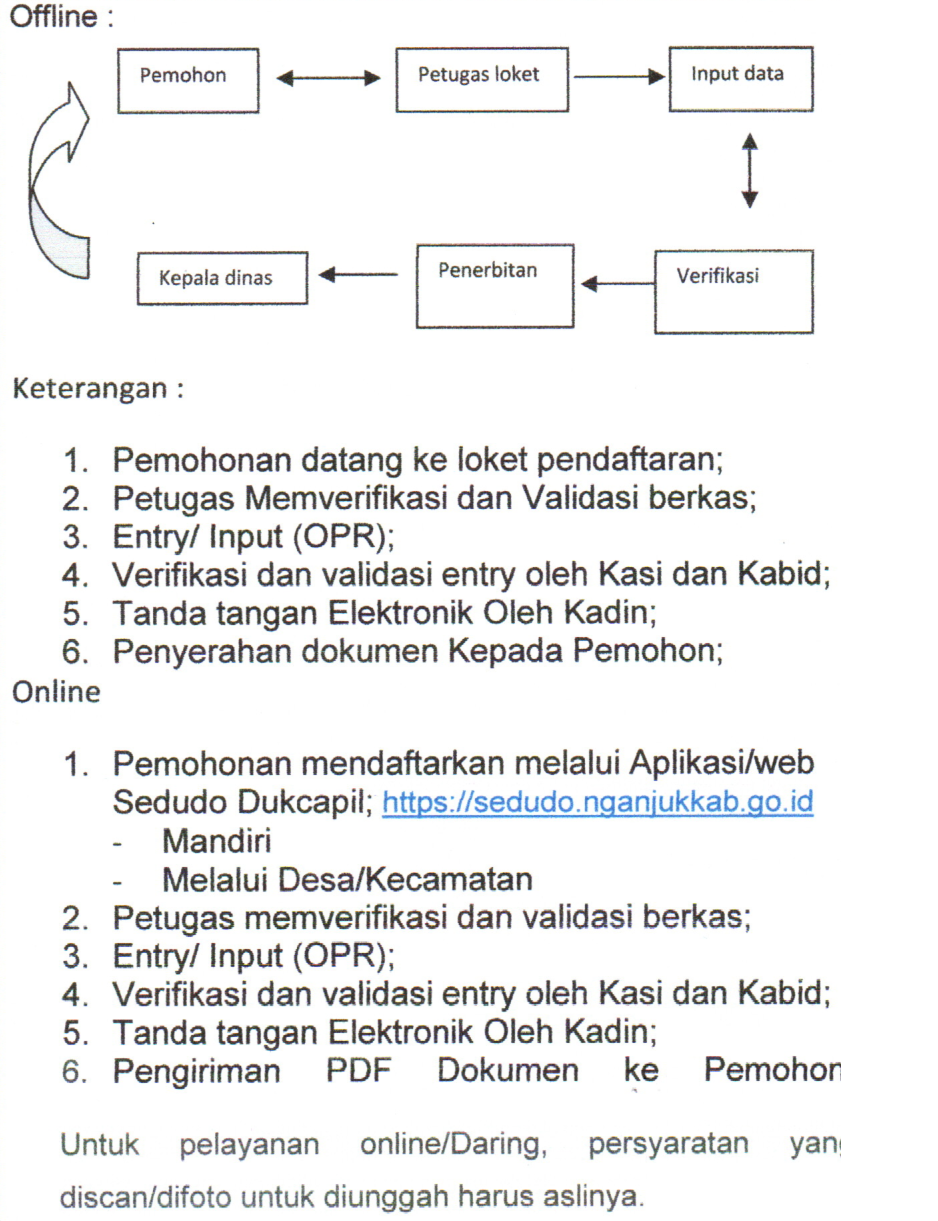 Offline :
Pemohon
Petugas loket
Input data
Kepala dinas
Penerbitan
Verifikasi
Keterangan :
1. Pemohonan datang ke loket pendaftaran;
2. Petugas Memverifikasi dan Validasi berkas;
3. Entry/ Input (OPR);
4. Verifikasi dan validasi entry oleh Kasi dan Kabid;
5. Tanda tangan Elektronik Oleh Kadin;
6. Penyerahan dokumen Kepada Pemohon;
Online
1. Pemohonan mendaftarkan melalui Aplikasi/web
Sedudo Dukcapil; https://sedudo.nganjukkab.go.id
- Mandiri
- Melalui Desa/Kecamatan
2. Petugas memverifikasi dan validasi berkas;
3. Entry/ Input (OPR);
4. Verifikasi dan validasi entry oleh Kasi dan Kabid;
5. Tanda tangan Elektronik Oleh Kadin;
6. Pengiriman PDF Dokumen ke Pemohon
Untuk pelayanan online/Daring, persyaratan yan
discan/difoto untuk diunggah harus aslinya.